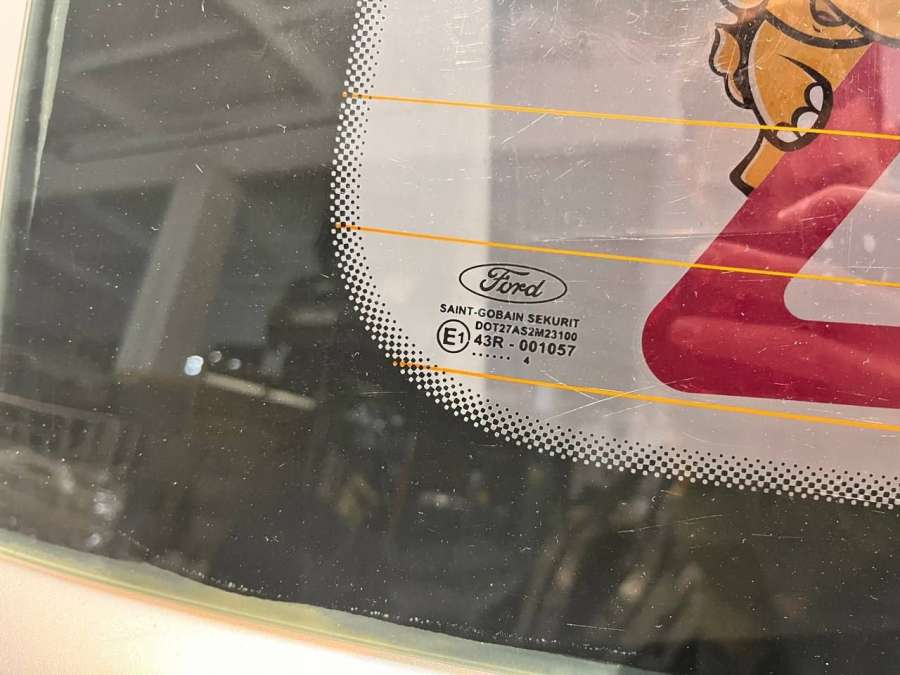 Ford
SAINT-GOBAIN SEKURIT
DOT27AS2M23100
E1 43R - 001057
...... 4